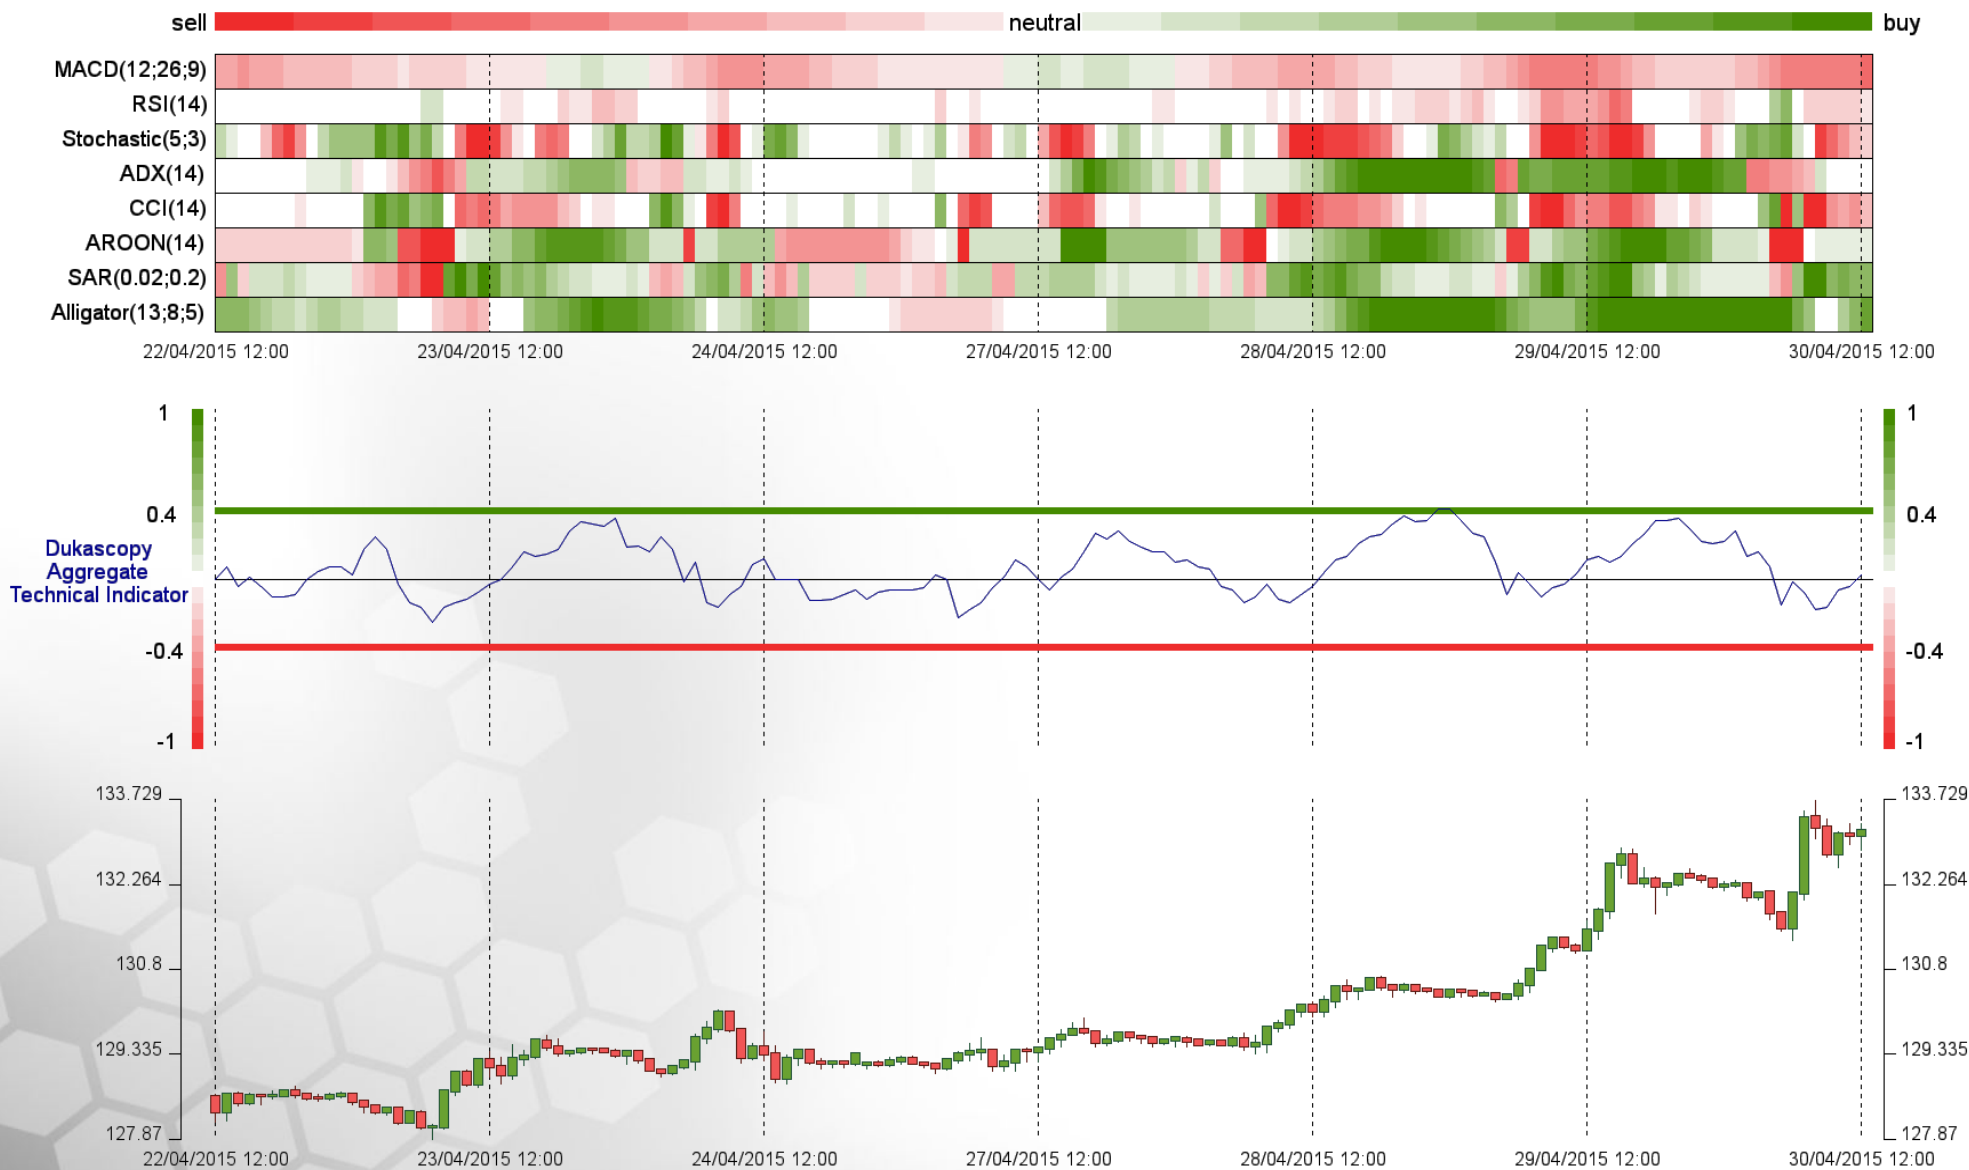 sell neutral buy
MACD(12;26;9)
RSI(14)
Stochastic(5;3)
ADX(14)
CCI(14)
AROON(14)
SAR(0.02;0.2)
Alligator(13;8;5)
22/04/2015 12:00 23/04/2015 12:00 24/04/2015 12:00 27/04/2015 12:00 28/04/2015 12:00 29/04/2015 12:00 30/04/2015 12:00
1 1
0.4 0.4
Dukascopy
Aggregate
Technical Indicator
-0.4 -0.4
-1 -1
133.729 133.729
132.264 132.264
130.8 130.8
129.335 129.335
127.87 127.87
22/04/2015 12:00 23/04/2015 12:00 24/04/2015 12:00 27/04/2015 12:00 28/04/2015 12:00 29/04/2015 12:00 30/04/2015 12:00